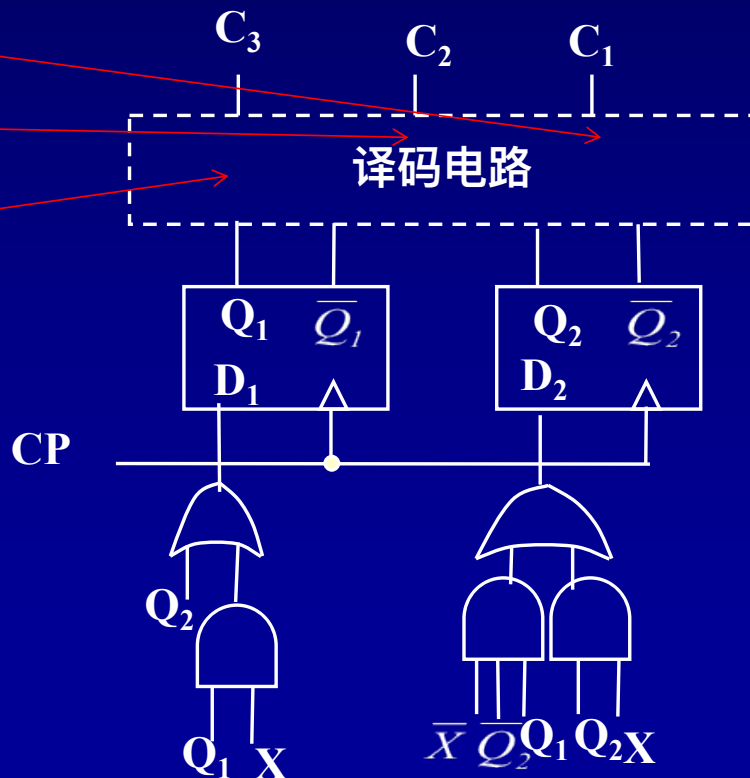 C₃ C₂ C₁
译码电路
Q₁ Q̅₁ Q₂ Q̅₂
D₁ D₂
CP
Q₂
X̅ Q̅₂ Q₁ Q₂ X
Q₁ X